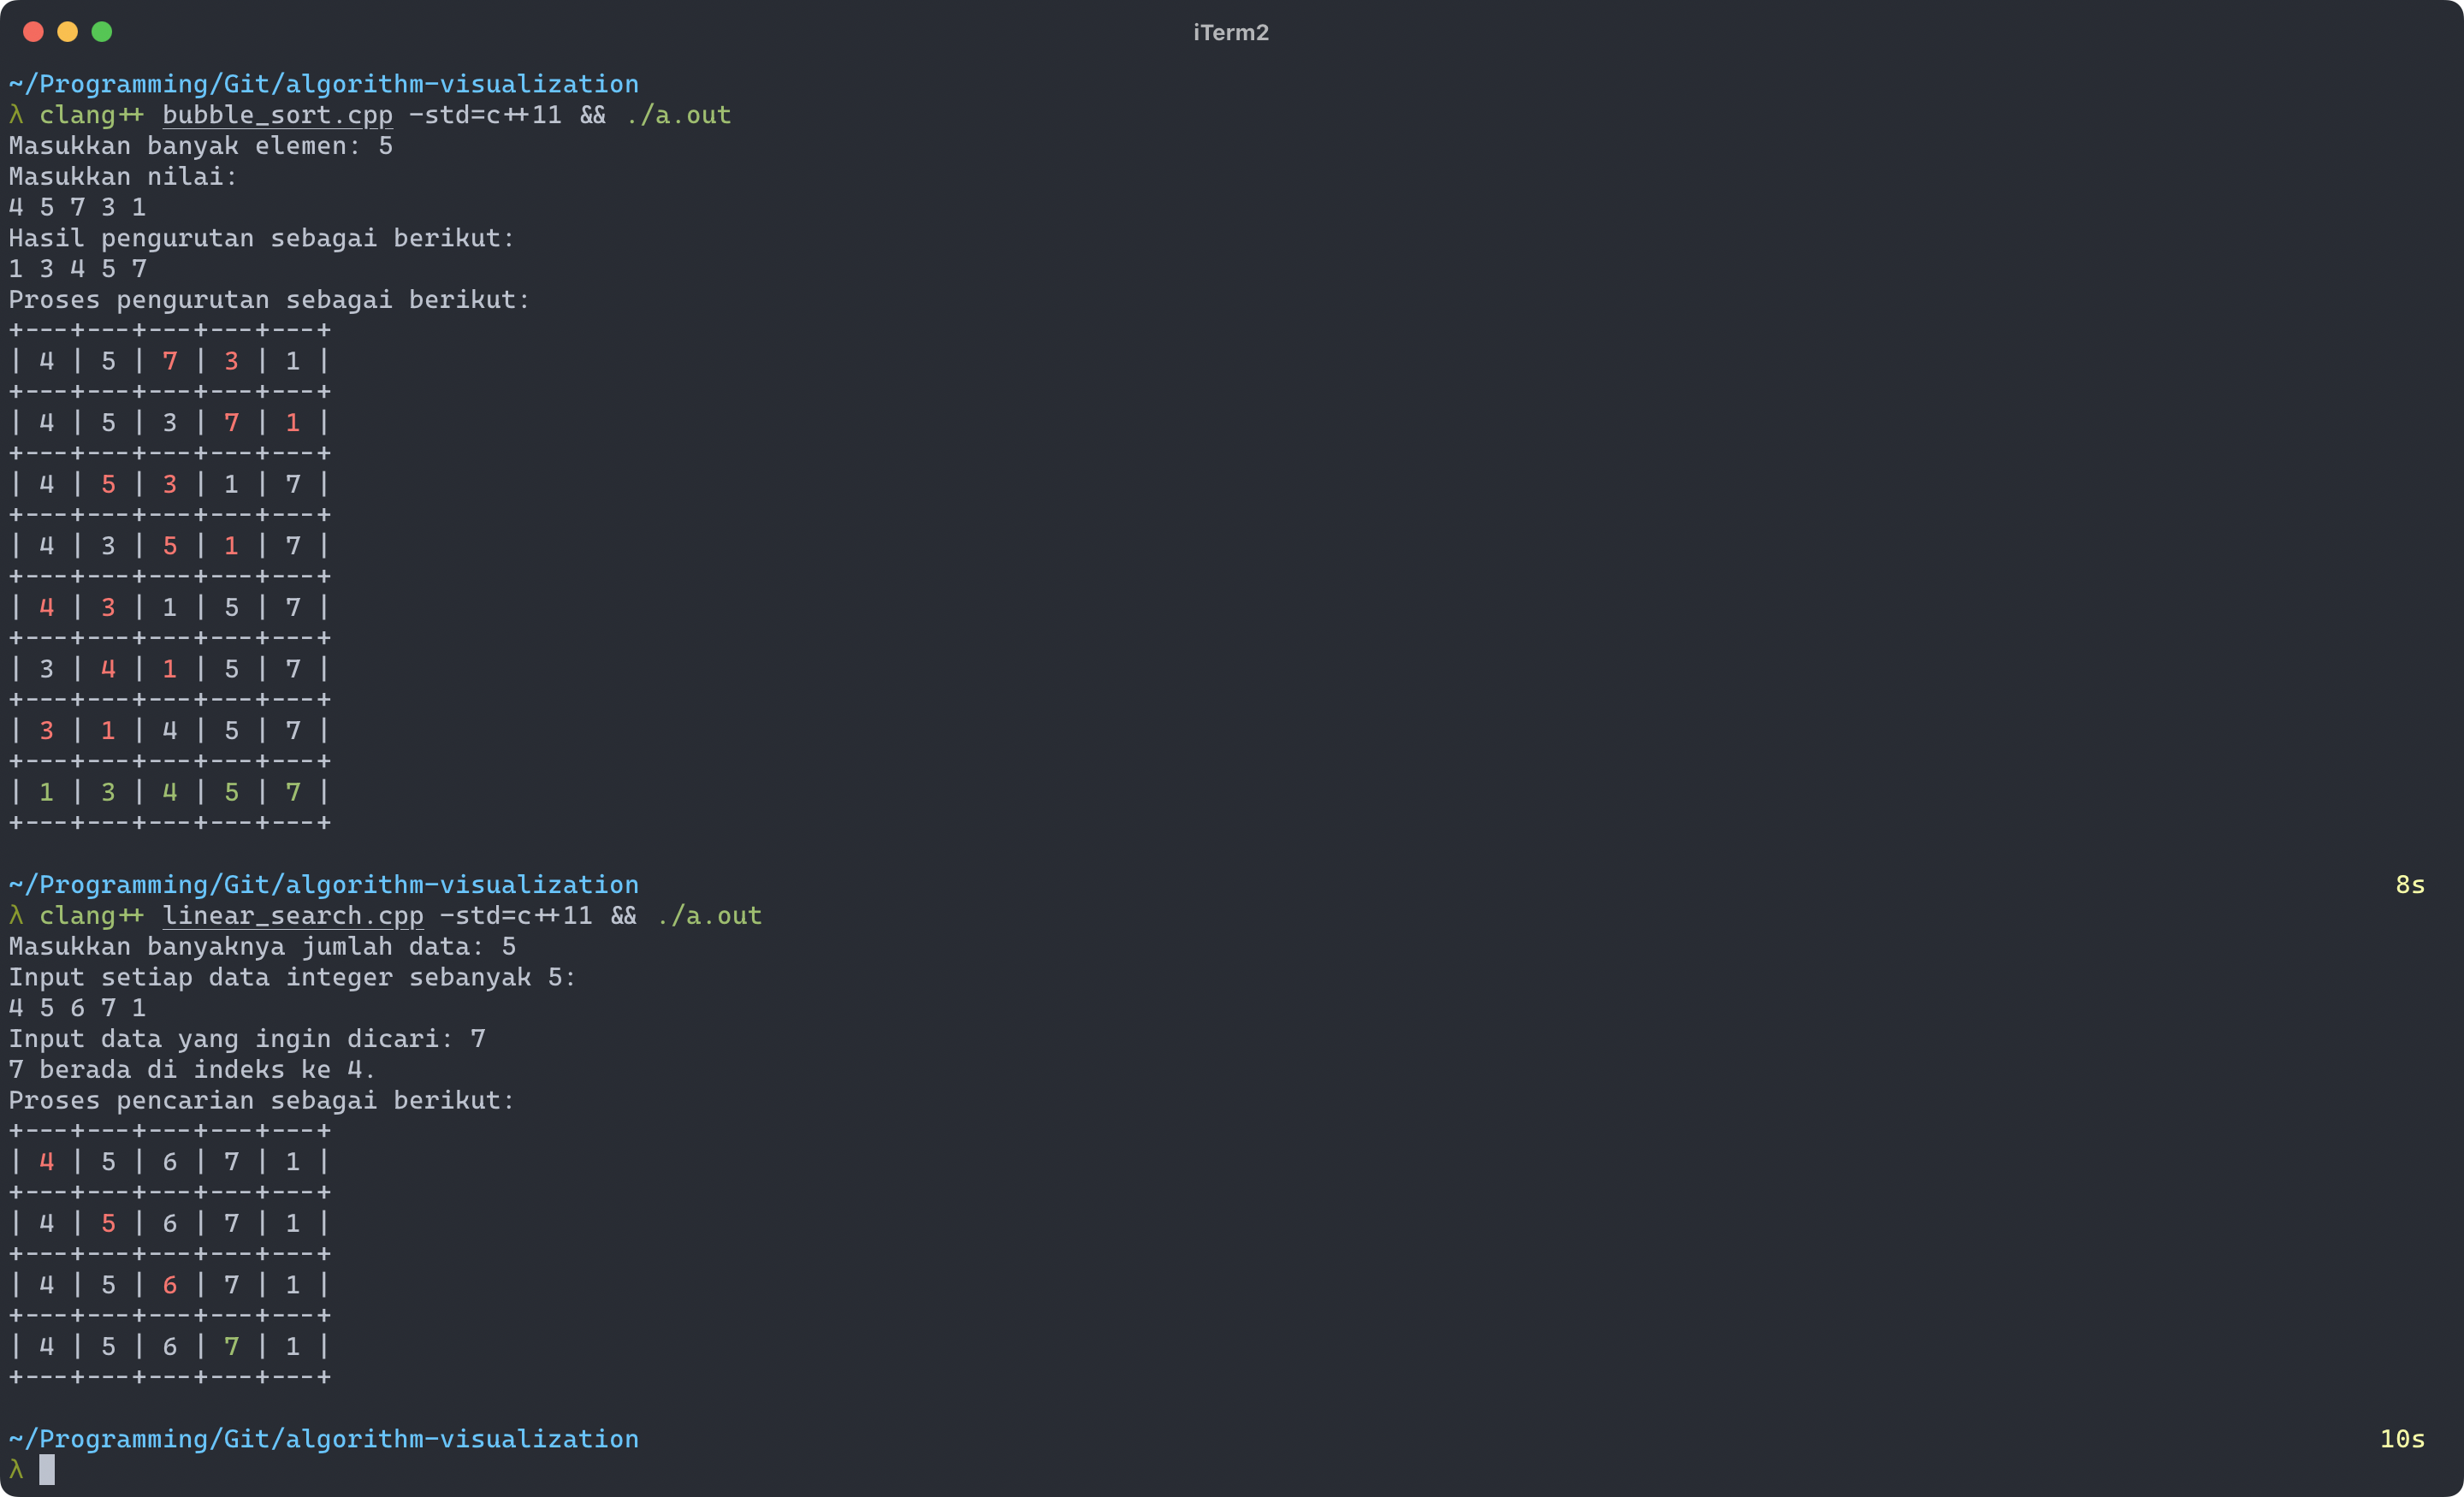 iTerm2
~/Programming/Git/algorithm-visualization
λ clang++ bubble_sort.cpp -std=c++11 && ./a.out
Masukkan banyak elemen: 5
Masukkan nilai:
4 5 7 3 1
Hasil pengurutan sebagai berikut:
1 3 4 5 7
Proses pengurutan sebagai berikut:
+---+---+---+---+---+
| 4 | 5 | 7 | 3 | 1 |
+---+---+---+---+---+
| 4 | 5 | 3 | 7 | 1 |
+---+---+---+---+---+
| 4 | 5 | 3 | 1 | 7 |
+---+---+---+---+---+
| 4 | 3 | 5 | 1 | 7 |
+---+---+---+---+---+
| 4 | 3 | 1 | 5 | 7 |
+---+---+---+---+---+
| 3 | 4 | 1 | 5 | 7 |
+---+---+---+---+---+
| 3 | 1 | 4 | 5 | 7 |
+---+---+---+---+---+
| 1 | 3 | 4 | 5 | 7 |
+---+---+---+---+---+
~/Programming/Git/algorithm-visualization 8s
λ clang++ linear_search.cpp -std=c++11 && ./a.out
Masukkan banyaknya jumlah data: 5
Input setiap data integer sebanyak 5:
4 5 6 7 1
Input data yang ingin dicari: 7
7 berada di indeks ke 4.
Proses pencarian sebagai berikut:
+---+---+---+---+---+
| 4 | 5 | 6 | 7 | 1 |
+---+---+---+---+---+
| 4 | 5 | 6 | 7 | 1 |
+---+---+---+---+---+
| 4 | 5 | 6 | 7 | 1 |
+---+---+---+---+---+
| 4 | 5 | 6 | 7 | 1 |
+---+---+---+---+---+
~/Programming/Git/algorithm-visualization 10s
λ